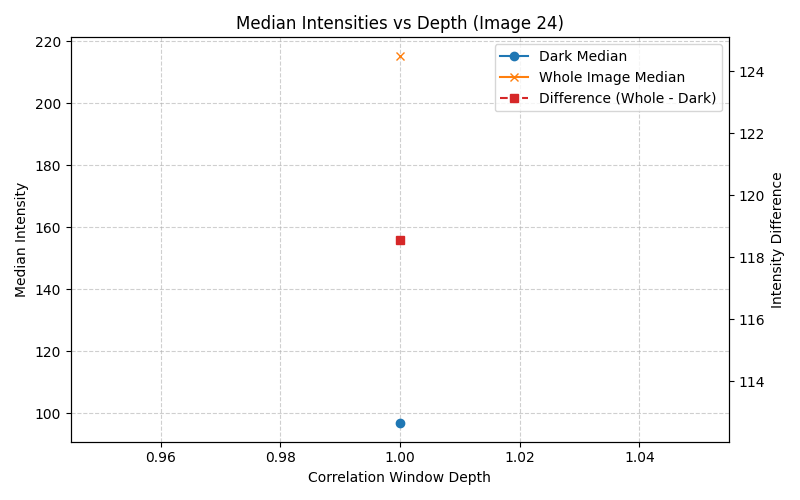 Median Intensities vs Depth (Image 24)
Dark Median
Whole Image Median
Difference (Whole - Dark)
220
200
180
160
140
120
100
Median Intensity
124
122
120
118
116
114
Intensity Difference
0.96 0.98 1.00 1.02 1.04
Correlation Window Depth